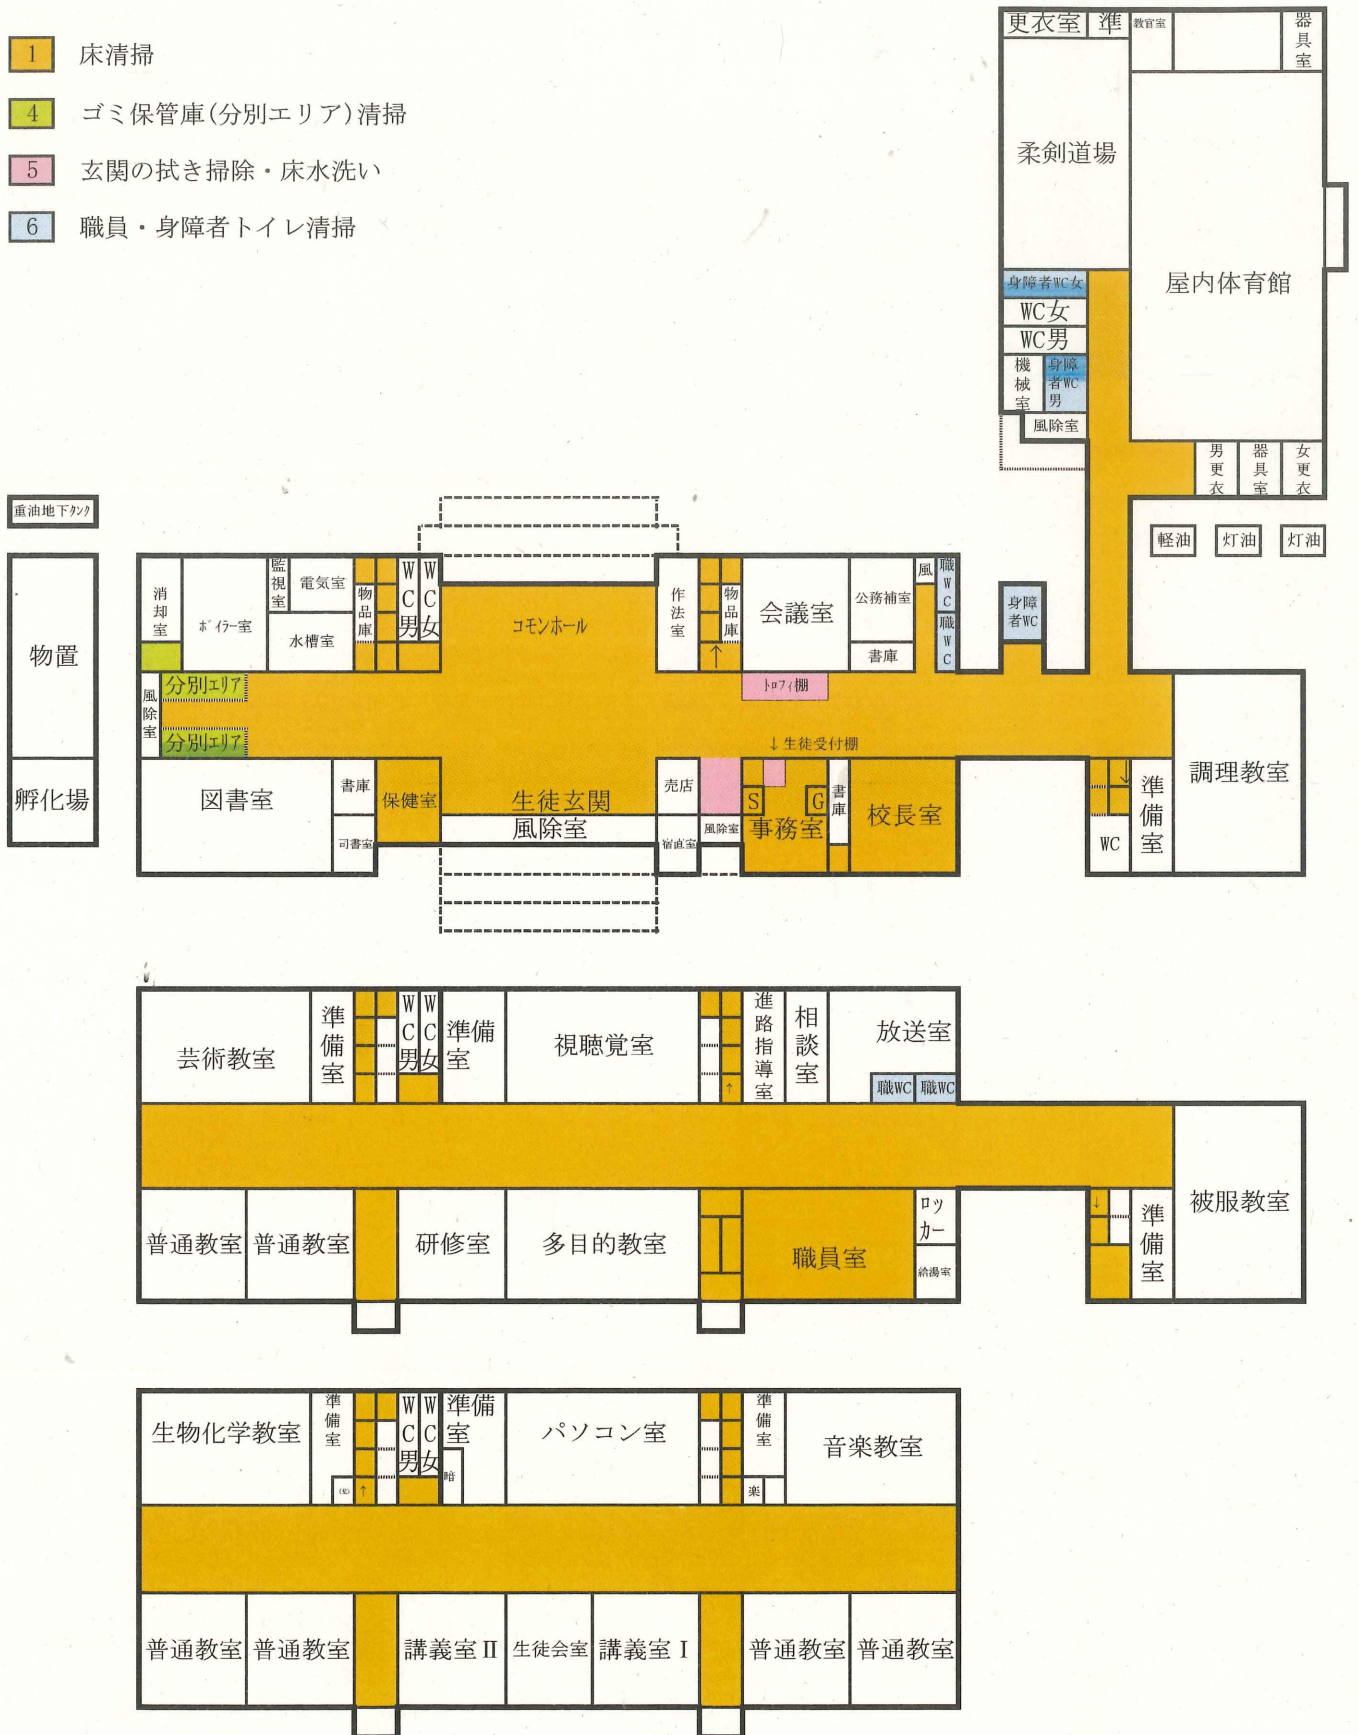 1 床清掃
4 ゴミ保管庫(分別エリア)清掃
5 玄関の拭き掃除・床水洗い
6 職員・身障者トイレ清掃
更衣室
準
教官室
器具室
柔剣道場
屋内体育館
身障者WC女
WC女
WC男
機械室
身障者WC男
風除室
男更衣
器具室
女更衣
軽油
灯油
灯油
重油地下タンク
物置
孵化場
消却室
ボイラー室
監視室
電気室
水槽室
物品庫
WC男
WC女
コモンホール
作法室
物品庫
↑
会議室
公務補室
書庫
風
職WC
職WC
身障者WC
分別エリア
風除室
分別エリア
トロフィ棚
↓生徒受付棚
図書室
書庫
司書室
保健室
生徒玄関
風除室
売店
宿直室
風除室
S
G
事務室
書庫
校長室
↓
WC
準備室
調理教室
芸術教室
準備室
WC男
WC女
準備室
視聴覚室
↑
進路指導室
相談室
放送室
職WC
職WC
普通教室
普通教室
研修室
多目的教室
職員室
ロッカー
給湯室
↓
準備室
被服教室
生物化学教室
準備室
↑
WC男
WC女
準備室
暗
パソコン室
準備室
楽
音楽教室
普通教室
普通教室
講義室Ⅱ
生徒会室
講義室Ⅰ
普通教室
普通教室